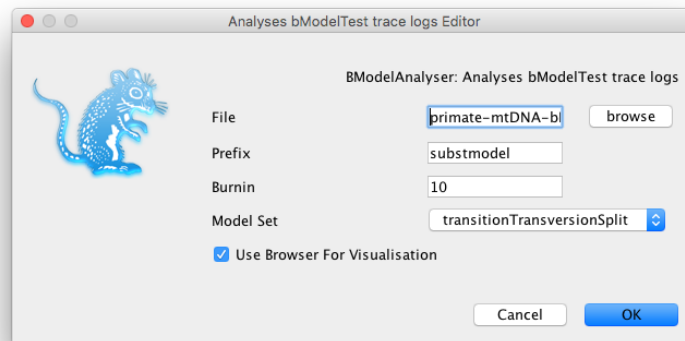 Analyses bModelTest trace logs Editor
BModelAnalyser: Analyses bModelTest trace logs
File primate-mtDNA-bI browse
Prefix substmodel
Burnin 10
Model Set transitionTransversionSplit
Use Browser For Visualisation
Cancel OK